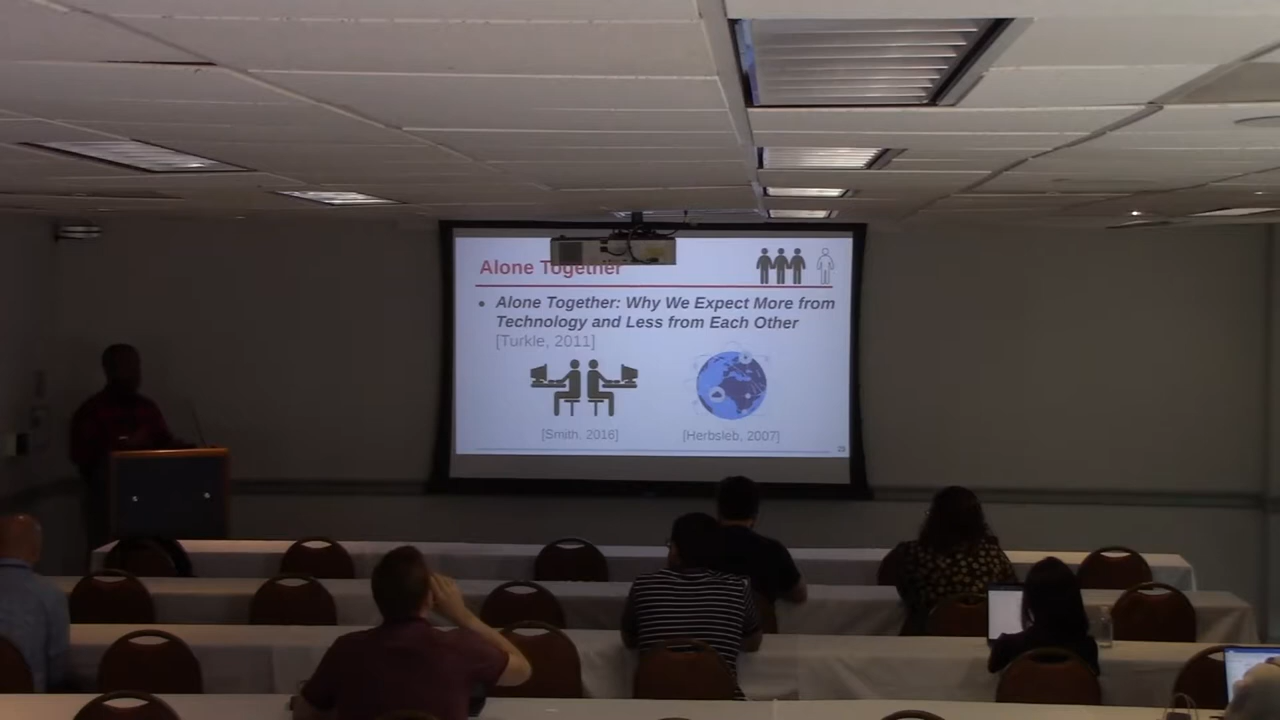 Alone Together
• Alone Together: Why We Expect More from
Technology and Less from Each Other
[Turkle, 2011]
[Smith. 2016]
[Herbsleb, 2007]